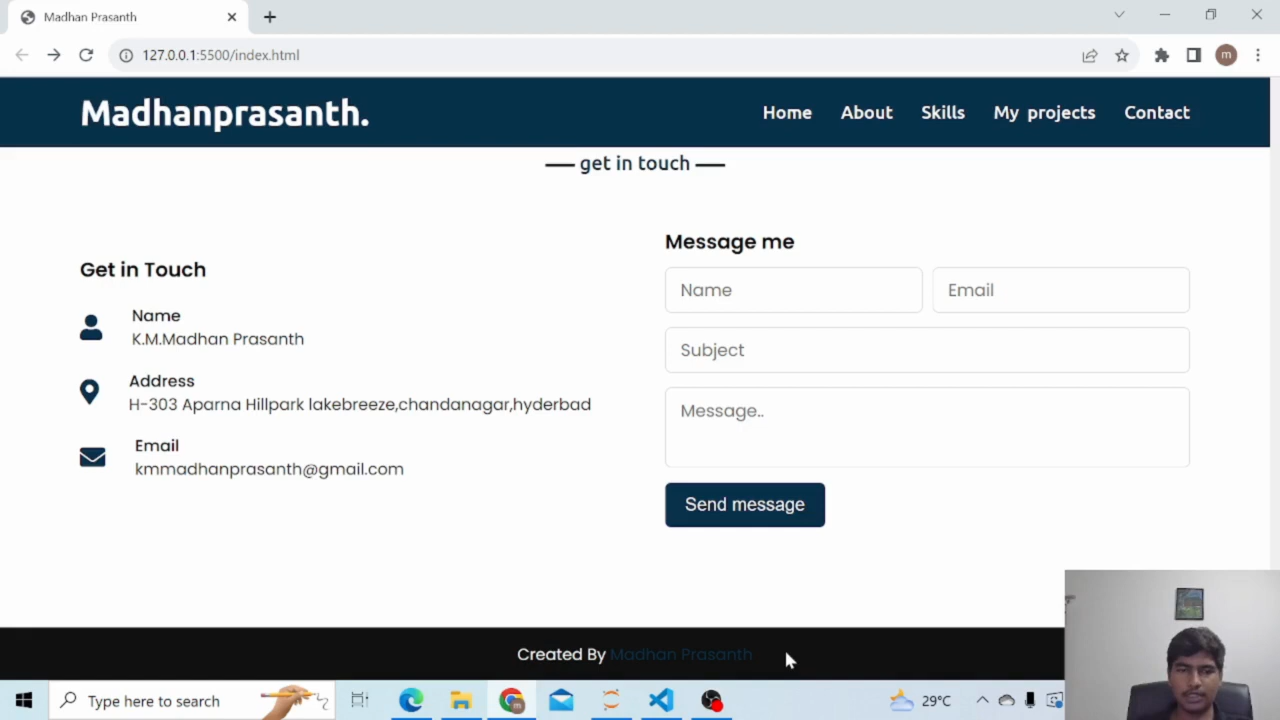 Madhan Prasanth
127.0.0.1:5500/index.html
m
Madhanprasanth.
Home About Skills My projects Contact
get in touch
Get in Touch
Name
K.M.Madhan Prasanth
Address
H-303 Aparna Hillpark lakebreeze,chandanagar,hyderbad
Email
kmmadhanprasanth@gmail.com
Message me
Name Email
Subject
Message..
Send message
Created By Madhan Prasanth
Type here to search
29°C